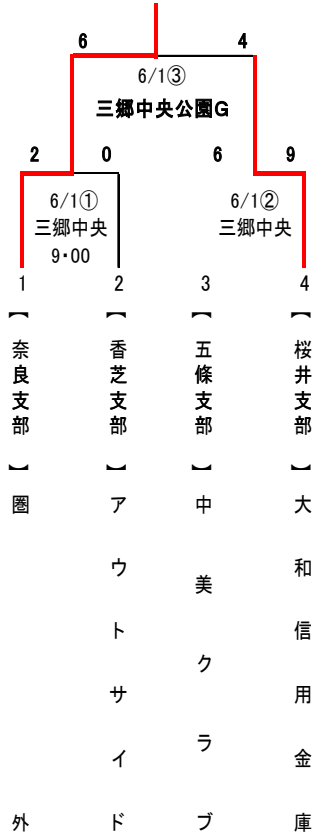 6 4
6/1③
三郷中央公園G
2 0 6 9
6/1① 6/1②
三郷中央 三郷中央
9・00
1 2 3 4
【奈良支部】圏外
【香芝支部】アウトサイド
【五條支部】中美クラブ
【桜井支部】大和信用金庫